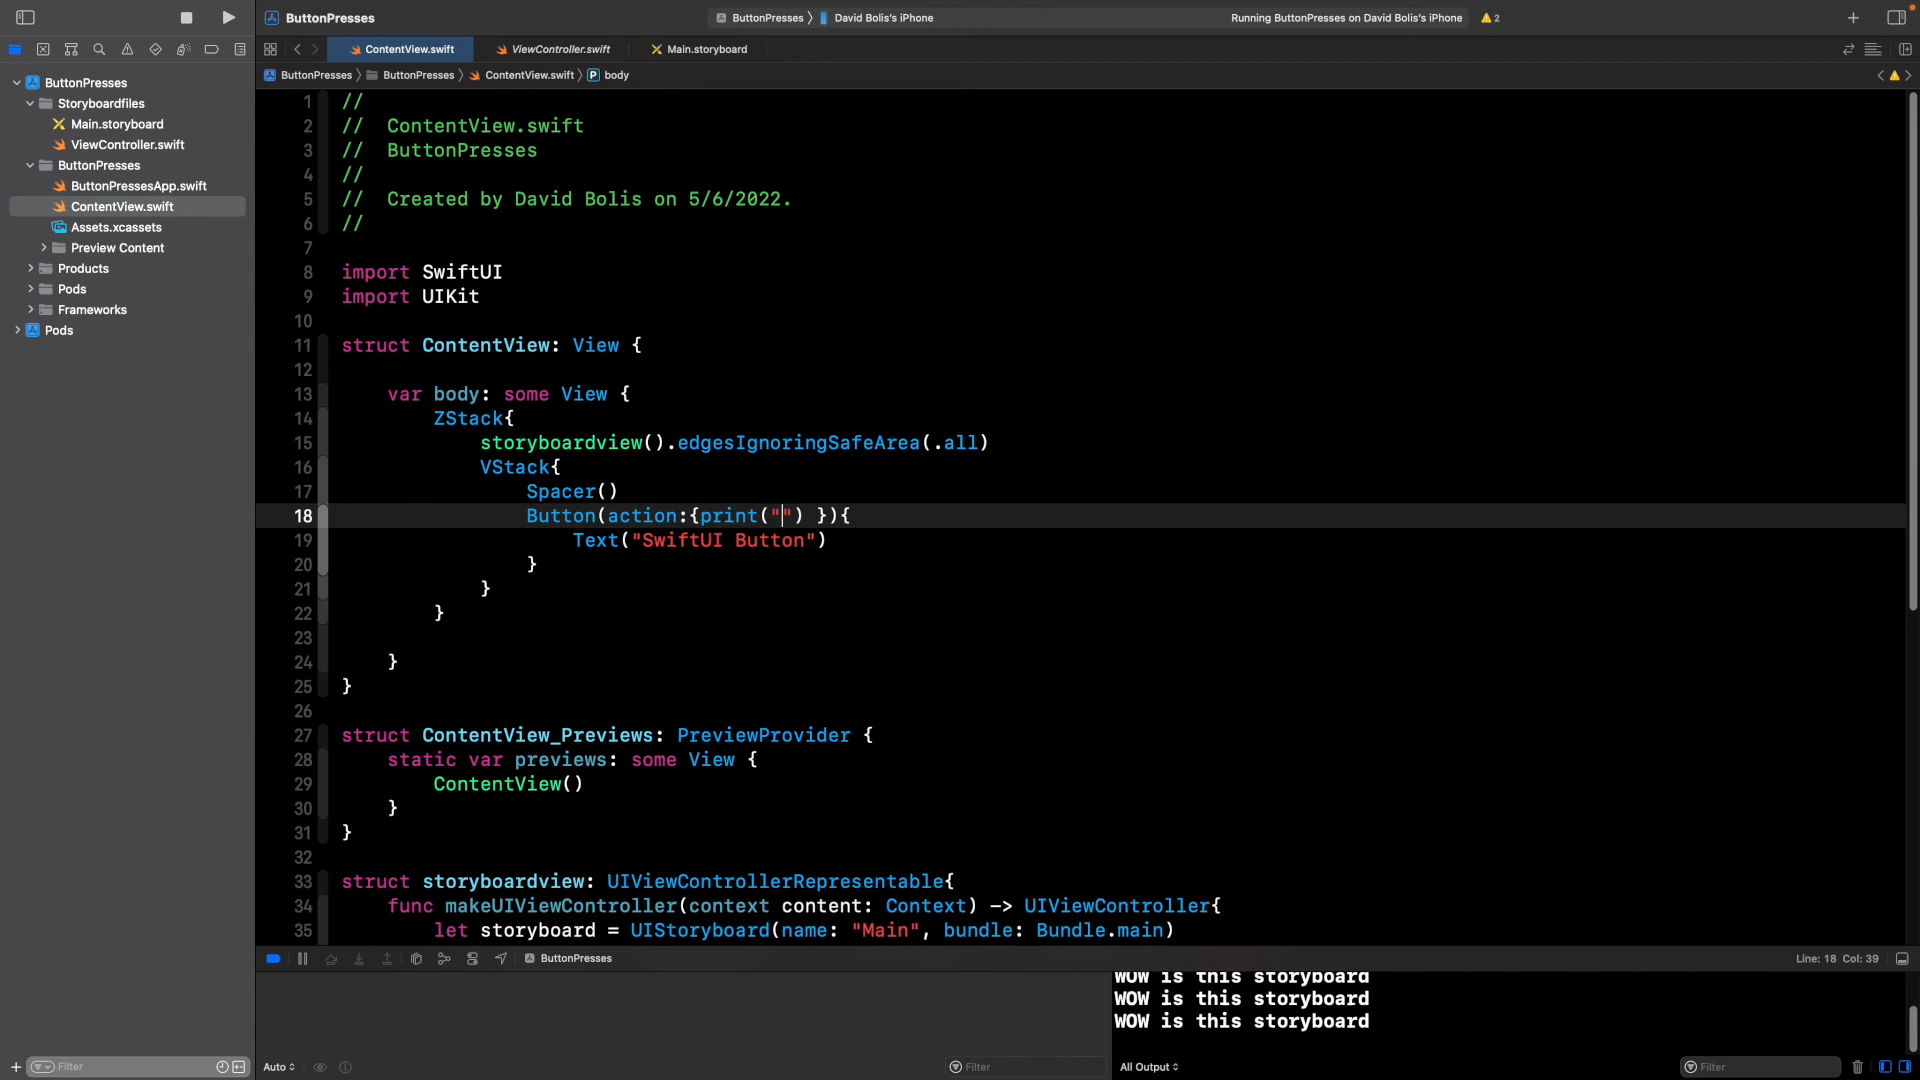 ButtonPresses
ButtonPresses 〉 David Bolis's iPhone
Running ButtonPresses on David Bolis's iPhone
2
ContentView.swift
ViewController.swift
Main.storyboard
ButtonPresses 〉 ButtonPresses 〉 ContentView.swift 〉 P body
ButtonPresses
Storyboardfiles
Main.storyboard
ViewController.swift
ButtonPresses
ButtonPressesApp.swift
ContentView.swift
Assets.xcassets
Preview Content
Products
Pods
Frameworks
Pods
1 //
2 //  ContentView.swift
3 //  ButtonPresses
4 //
5 //  Created by David Bolis on 5/6/2022.
6 //
7
8 import SwiftUI
9 import UIKit
10
11 struct ContentView: View {
12
13     var body: some View {
14         ZStack{
15             storyboardview().edgesIgnoringSafeArea(.all)
16             VStack{
17                 Spacer()
18                 Button(action:{print("") }){
19                     Text("SwiftUI Button")
20                 }
21             }
22         }
23
24     }
25 }
26
27 struct ContentView_Previews: PreviewProvider {
28     static var previews: some View {
29         ContentView()
30     }
31 }
32
33 struct storyboardview: UIViewControllerRepresentable{
34     func makeUIViewController(context content: Context) -> UIViewController{
35         let storyboard = UIStoryboard(name: "Main", bundle: Bundle.main)
ButtonPresses
Line: 18 Col: 39
WOW is this storyboard
WOW is this storyboard
WOW is this storyboard
Filter
Auto
Filter
All Output
Filter